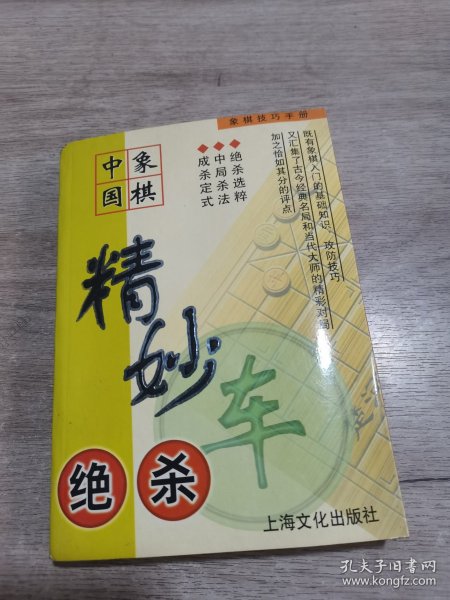 象棋技巧手册
既有象棋入门的基础知识、攻防技巧
又汇集了古今经典名局和当代大师的精彩对局
加之恰如其分的评点
绝杀选粹
中局杀法
成杀定式
中国
象棋
精妙
绝杀
车
上海文化出版社
孔夫子旧书网
www.kongfz.com